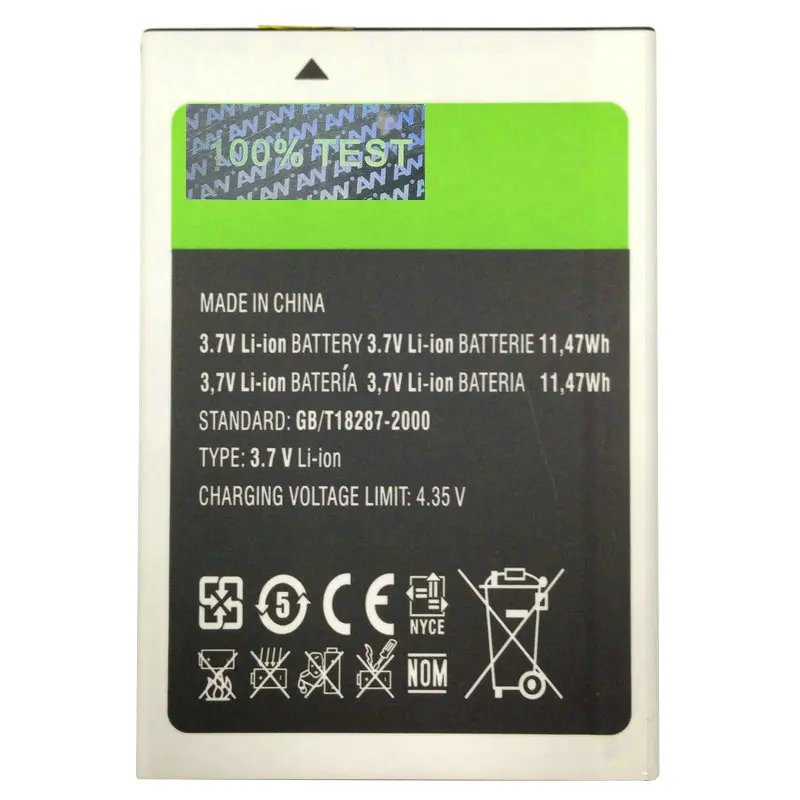 100% TEST
MADE IN CHINA
3.7V Li-ion BATTERY 3.7V Li-ion BATTERIE 11,47Wh
3,7V Li-ion BATERÍA 3,7V Li-ion BATERIA 11,47Wh
STANDARD: GB/T18287-2000
TYPE: 3.7 V Li-ion
CHARGING VOLTAGE LIMIT: 4.35 V
5 CE NYCE
NOM